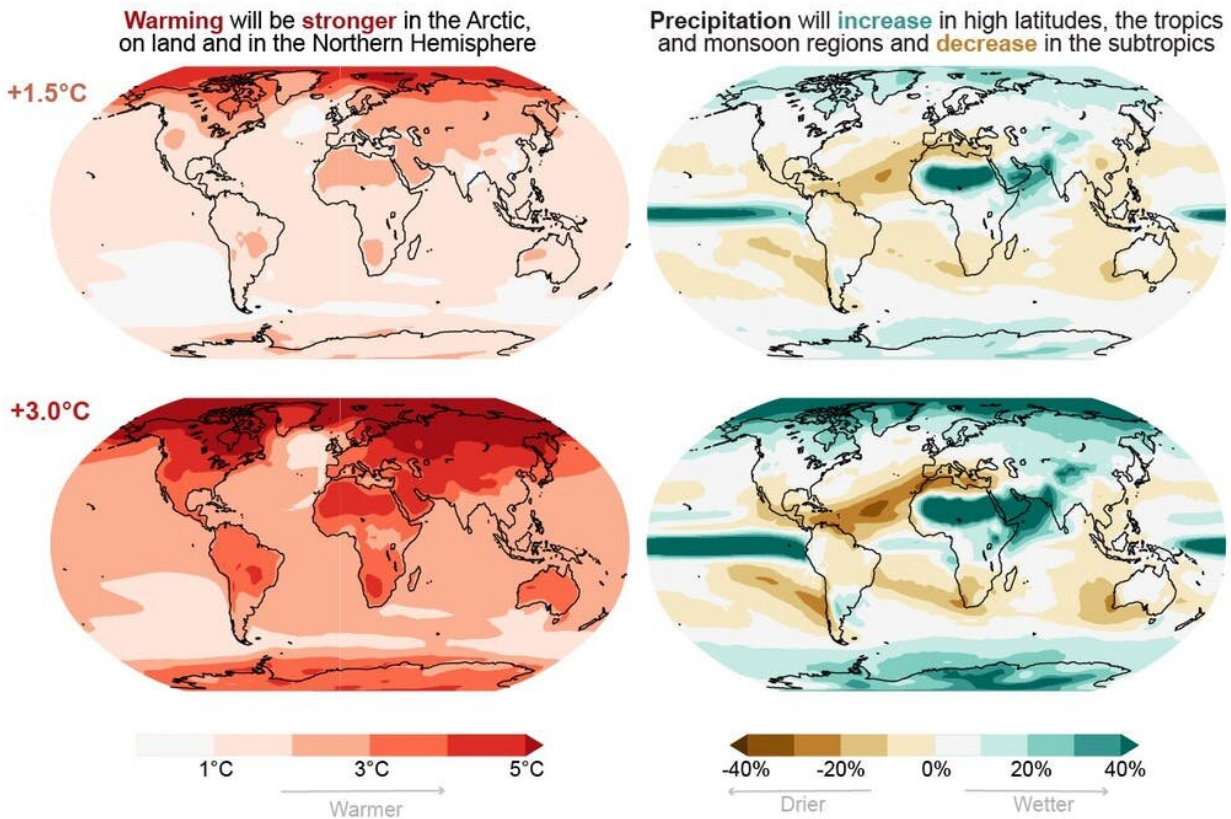 Warming will be stronger in the Arctic,
on land and in the Northern Hemisphere
Precipitation will increase in high latitudes, the tropics
and monsoon regions and decrease in the subtropics
+1.5°C
+3.0°C
1°C 3°C 5°C
Warmer
-40% -20% 0% 20% 40%
Drier Wetter